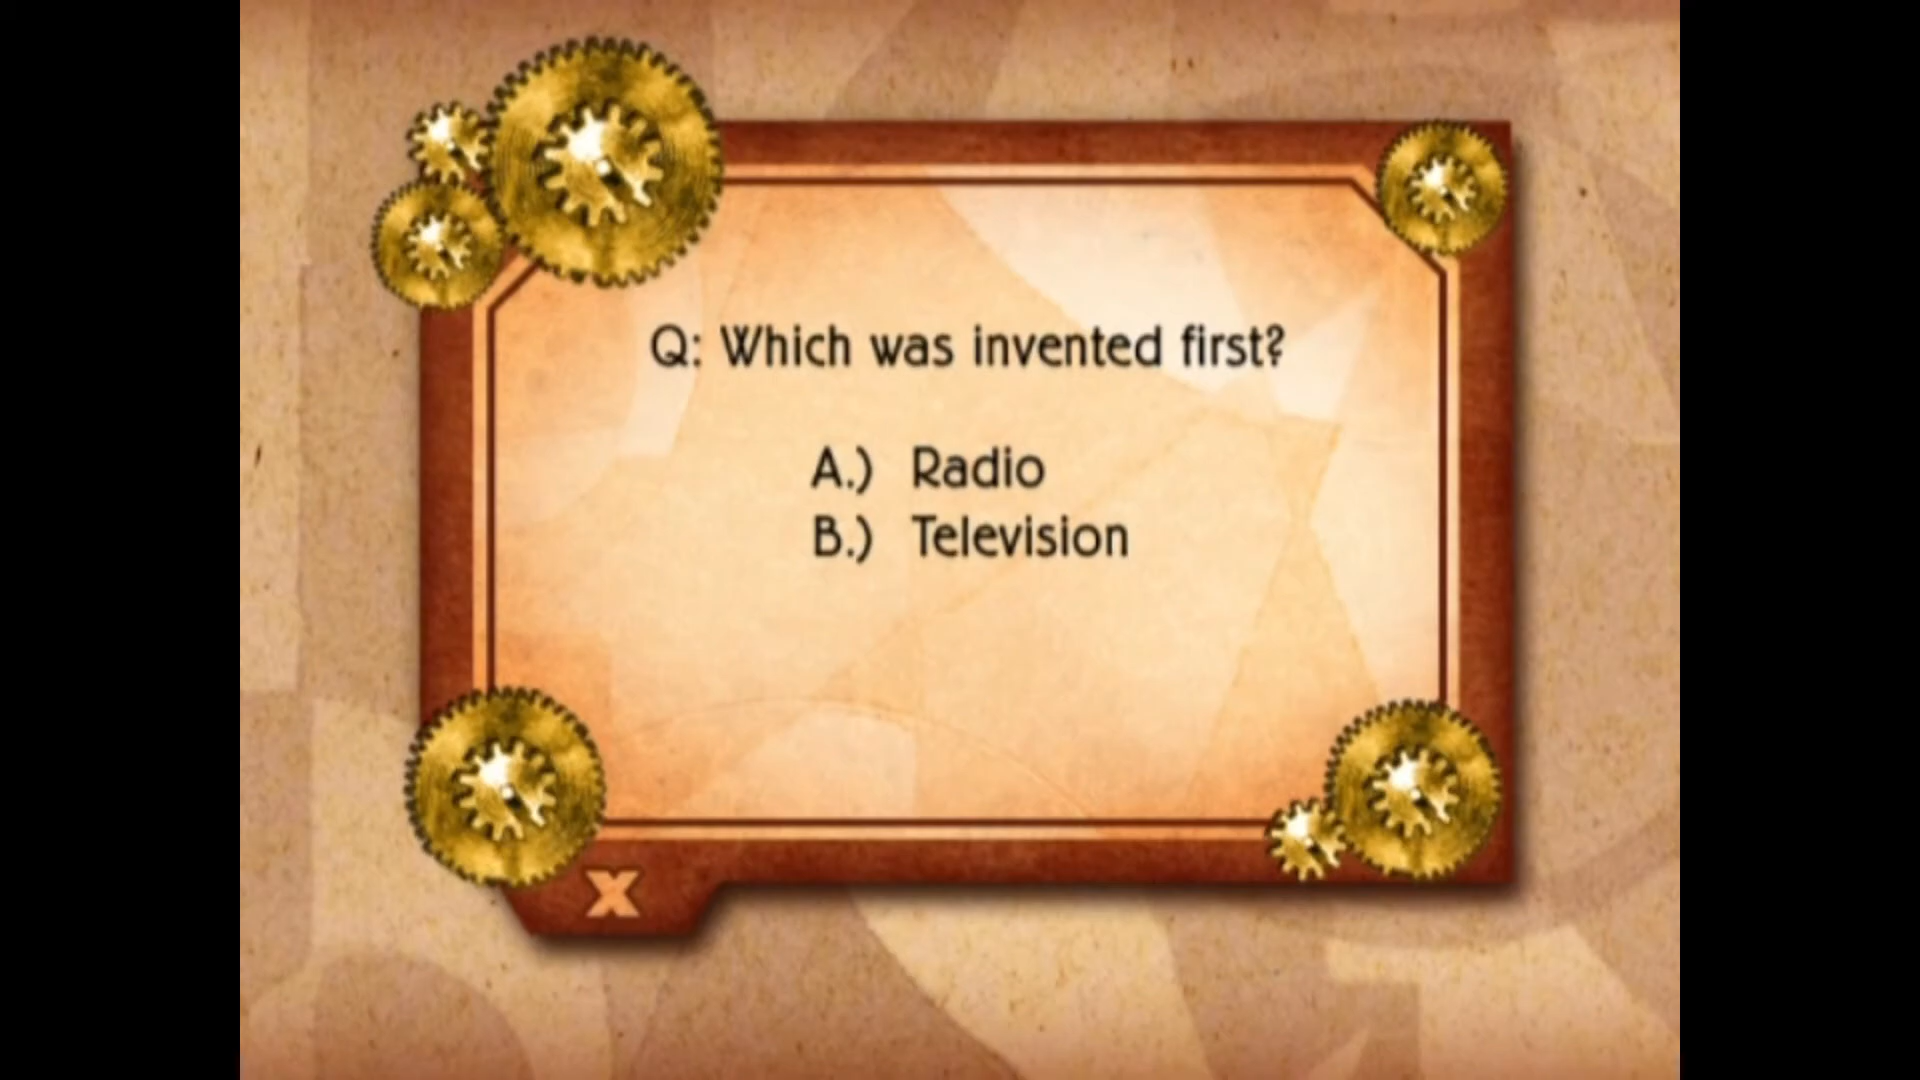 Q: Which was invented first?
A.) Radio
B.) Television
X